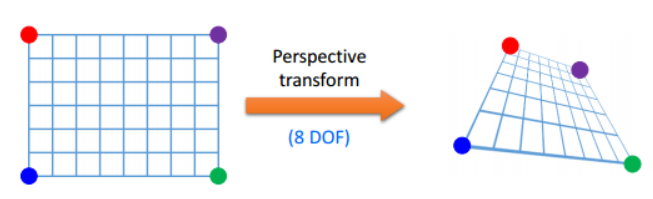 Perspective
transform
(8 DOF)